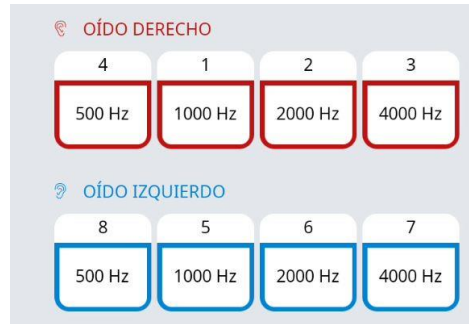 OÍDO DERECHO
4 1 2 3
500 Hz 1000 Hz 2000 Hz 4000 Hz
OÍDO IZQUIERDO
8 5 6 7
500 Hz 1000 Hz 2000 Hz 4000 Hz